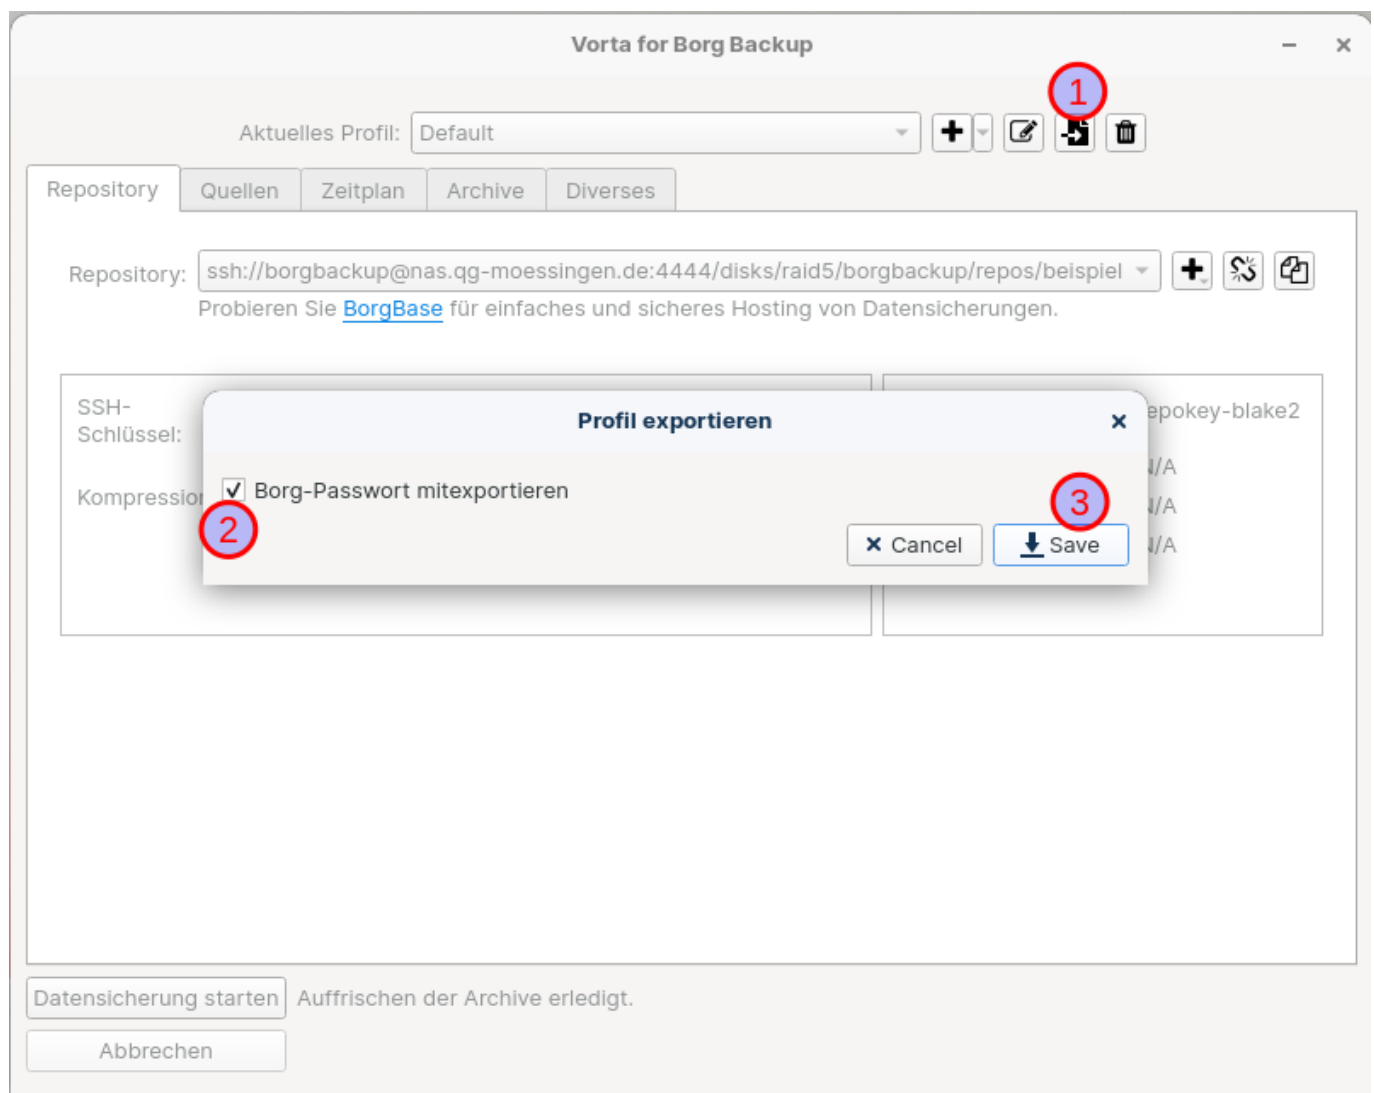 Vorta for Borg Backup
1
Aktuelles Profil: Default
Repository Quellen Zeitplan Archive Diverses
Repository: ssh://borgbackup@nas.qg-moessingen.de:4444/disks/raid5/borgbackup/repos/beispiel
Probieren Sie BorgBase für einfaches und sicheres Hosting von Datensicherungen.
SSH-
Schlüssel:
Profil exportieren
epokey-blake2
Borg-Passwort mitexportieren
N/A
Kompression
2
3
N/A
Cancel Save
N/A
Datensicherung starten Auffrischen der Archive erledigt.
Abbrechen